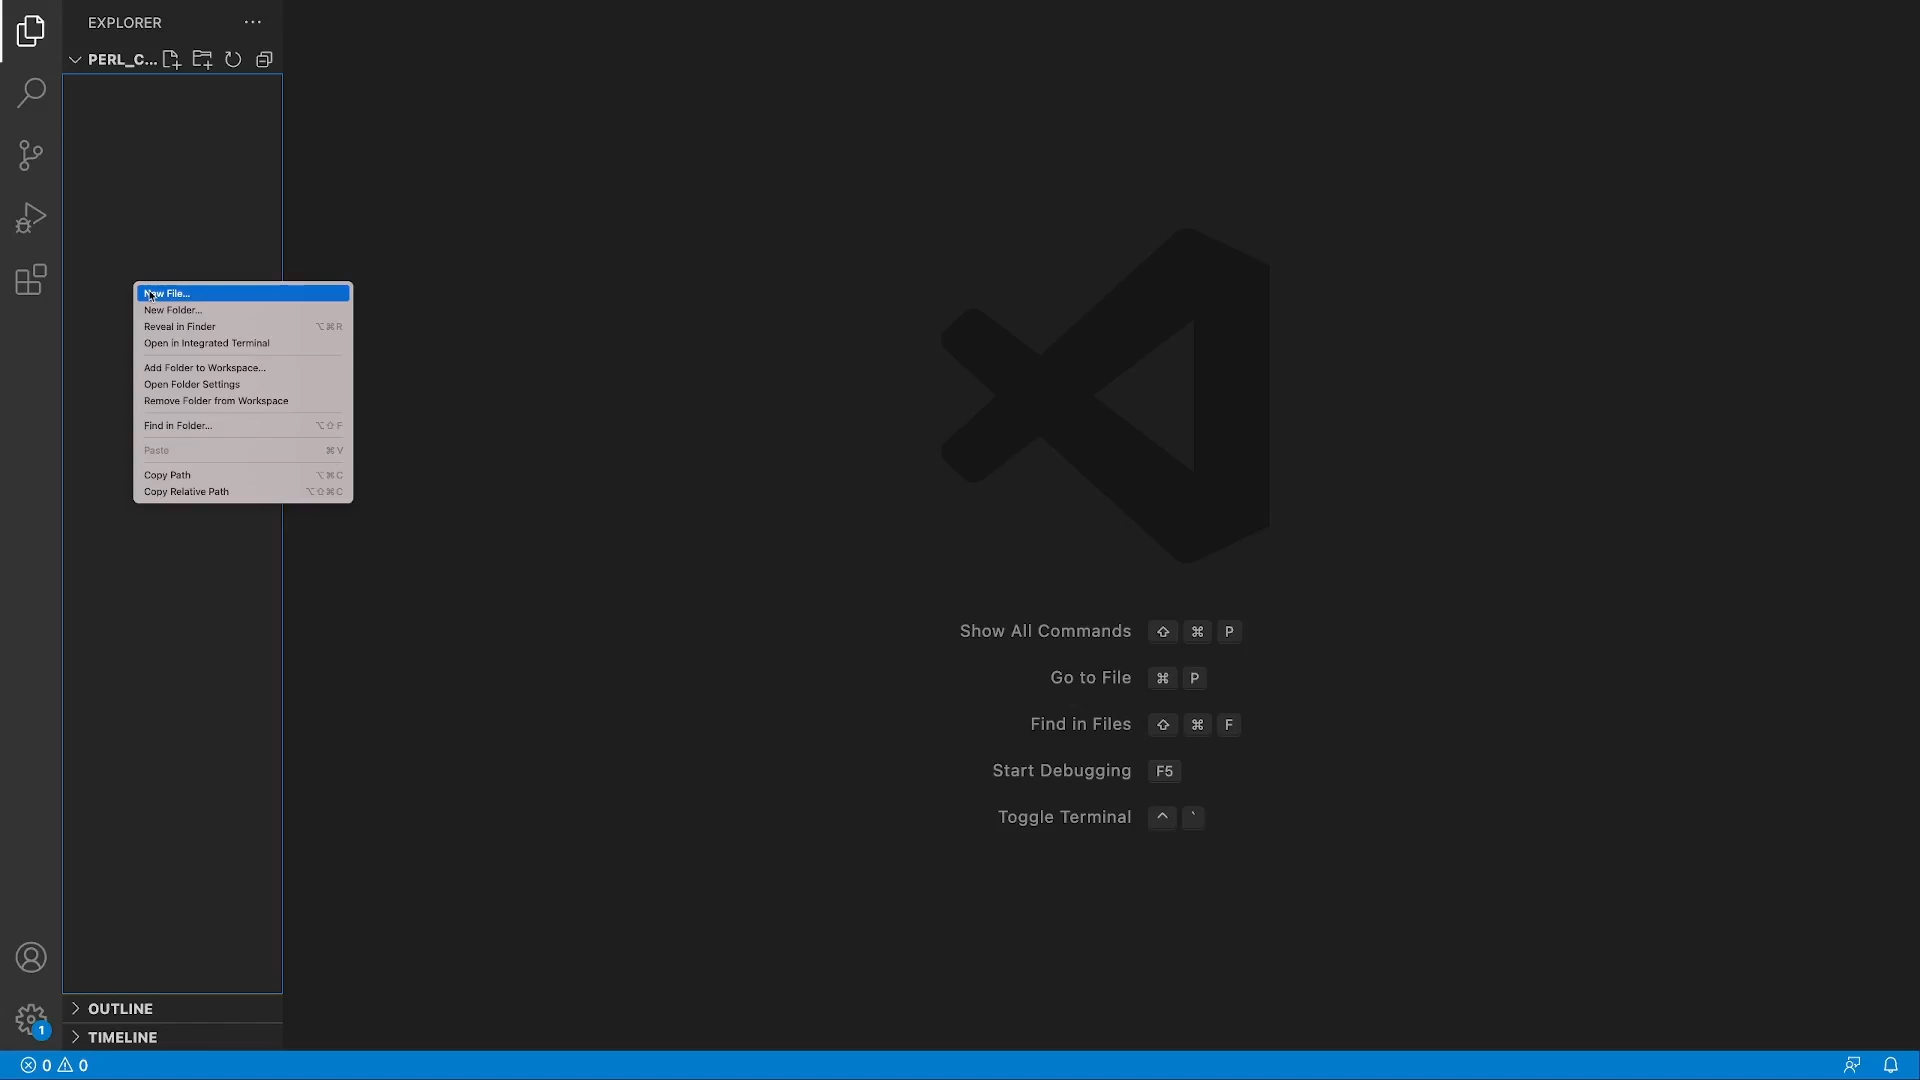 EXPLORER
PERL_C...
New File...
New Folder...
Reveal in Finder ⌥⌘R
Open in Integrated Terminal
Add Folder to Workspace...
Open Folder Settings
Remove Folder from Workspace
Find in Folder... ⌥⇧F
Paste ⌘V
Copy Path ⌥⌘C
Copy Relative Path ⌥⇧⌘C
Show All Commands ⇧ ⌘ P
Go to File ⌘ P
Find in Files ⇧ ⌘ F
Start Debugging F5
Toggle Terminal ^ `
OUTLINE
TIMELINE
1
0 0